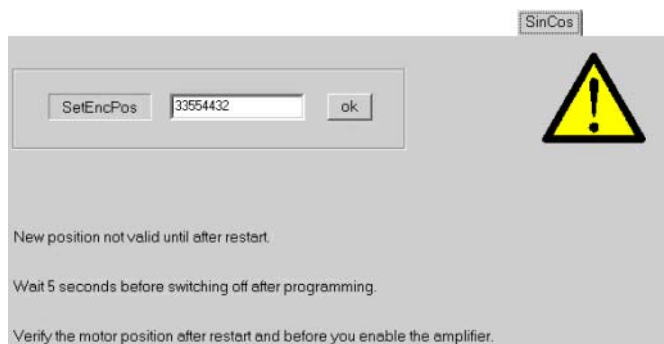 SinCos
SetEncPos 33554432 ok
New position not valid until after restart.
Wait 5 seconds before switching off after programming.
Verify the motor position after restart and before you enable the amplifier.